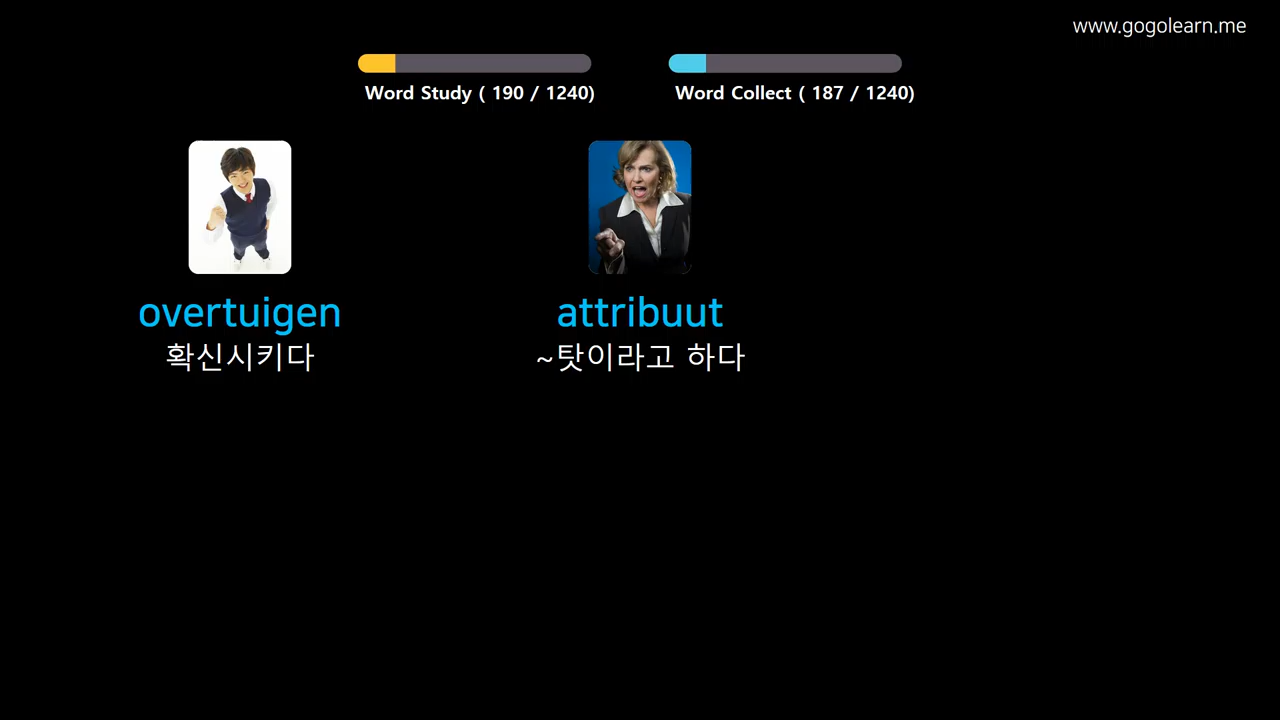 www.gogolearn.me
Word Study ( 190 / 1240)
Word Collect ( 187 / 1240)
overtuigen
확신시키다
attribuut
~탓이라고 하다